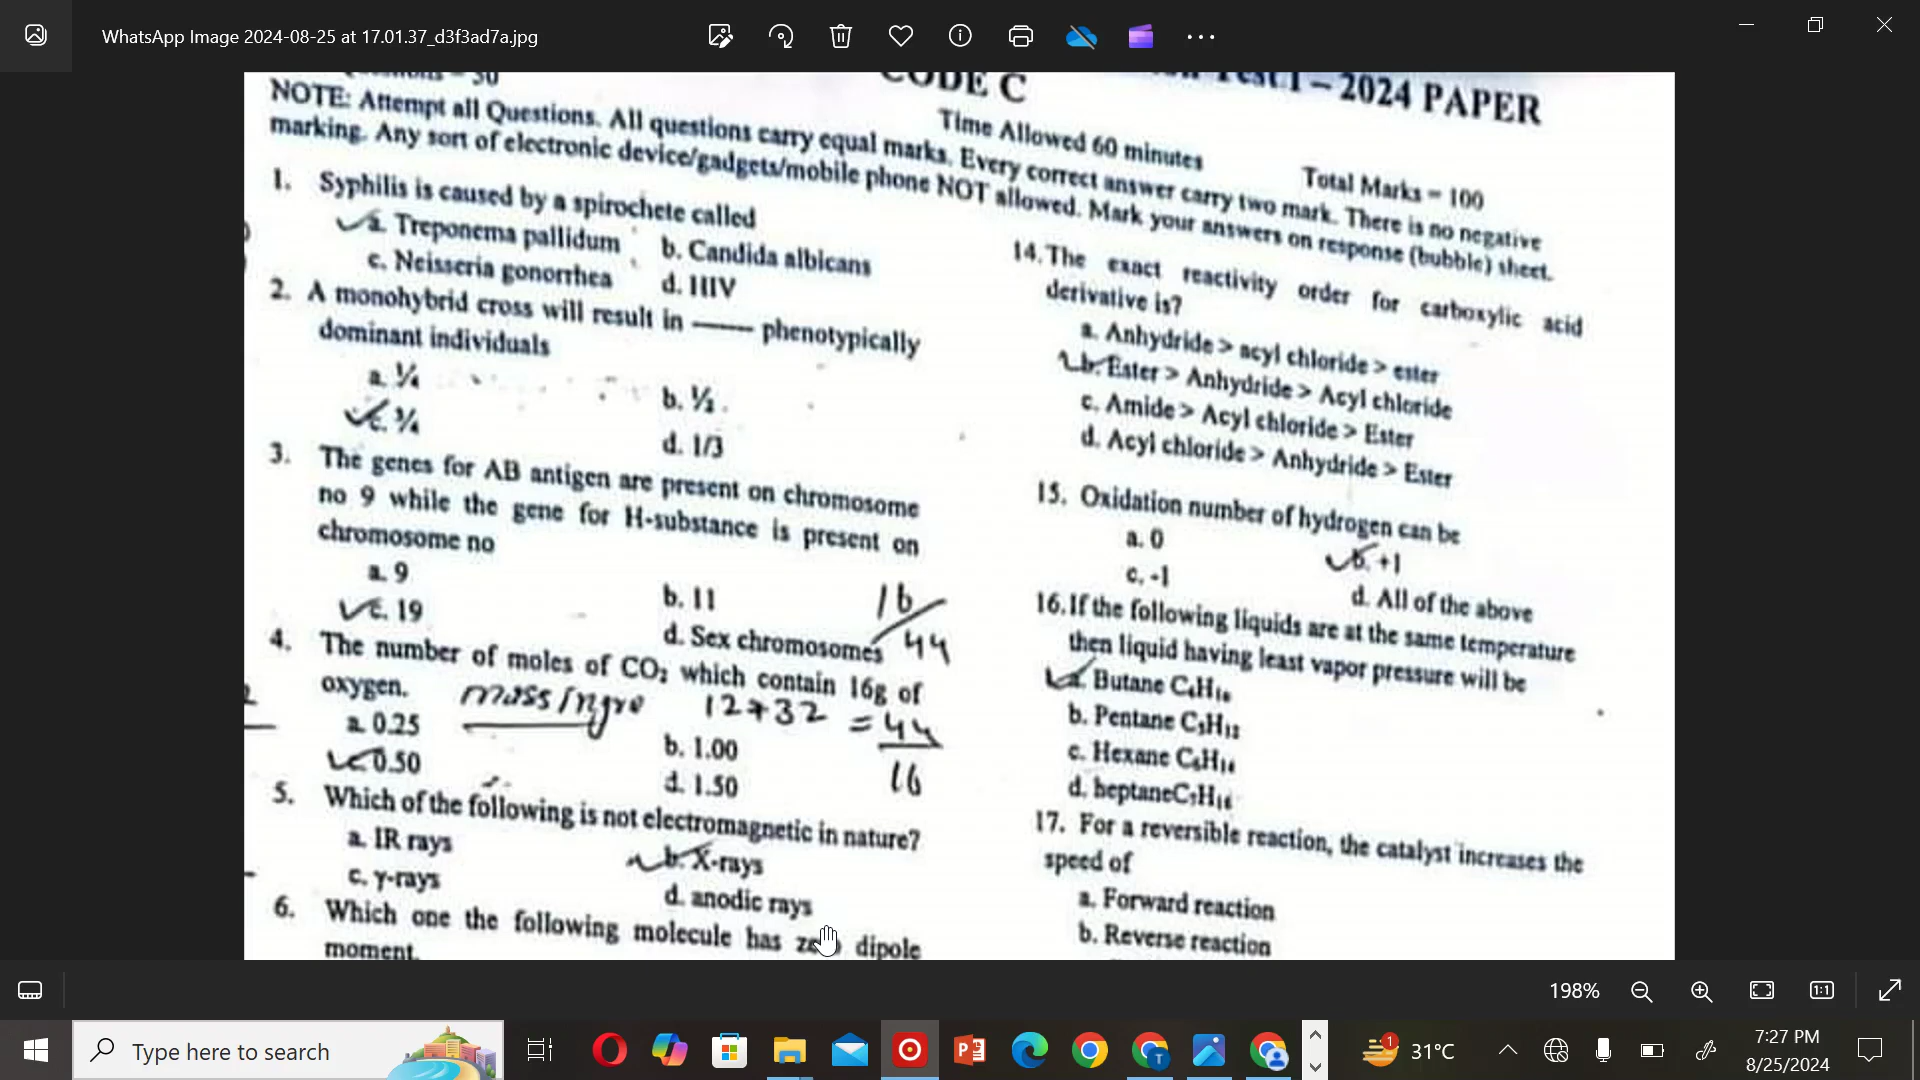 WhatsApp Image 2024-08-25 at 17.01.37_d3f3ad7a.jpg
CODE C
Test I – 2024 PAPER
Time Allowed 60 minutes
Total Marks = 100
NOTE: Attempt all Questions. All questions carry equal marks. Every correct answer carry two mark. There is no negative
marking. Any sort of electronic device/gadgets/mobile phone NOT allowed. Mark your answers on response (bubble) sheet.
1. Syphilis is caused by a spirochete called
a. Treponema pallidum b. Candida albicans
c. Neisseria gonorrhea d. HIV
2. A monohybrid cross will result in —— phenotypically
dominant individuals
a. ¼ b. ½
c. ¾ d. 1/3
3. The genes for AB antigen are present on chromosome
no 9 while the gene for H-substance is present on
chromosome no
a. 9 b. 11
c. 19 d. Sex chromosomes
16/44
4. The number of moles of CO₂ which contain 16g of
oxygen.
mass 12+32 = 44
16
a. 0.25 b. 1.00
c. 0.50 d. 1.50
5. Which of the following is not electromagnetic in nature?
a. IR rays b. X-rays
c. γ-rays d. anodic rays
6. Which one the following molecule has zero dipole
moment.
14. The exact reactivity order for carboxylic acid
derivative is?
a. Anhydride > acyl chloride > ester
b. Ester > Anhydride > Acyl chloride
c. Amide > Acyl chloride > Ester
d. Acyl chloride > Anhydride > Ester
15. Oxidation number of hydrogen can be
a. 0 b. +1
c. -1 d. All of the above
16. If the following liquids are at the same temperature
then liquid having least vapor pressure will be
a. Butane C₄H₁₀
b. Pentane C₅H₁₂
c. Hexane C₆H₁₄
d. heptaneC₇H₁₆
17. For a reversible reaction, the catalyst increases the
speed of
a. Forward reaction
b. Reverse reaction
198%
Type here to search
31°C
7:27 PM
8/25/2024